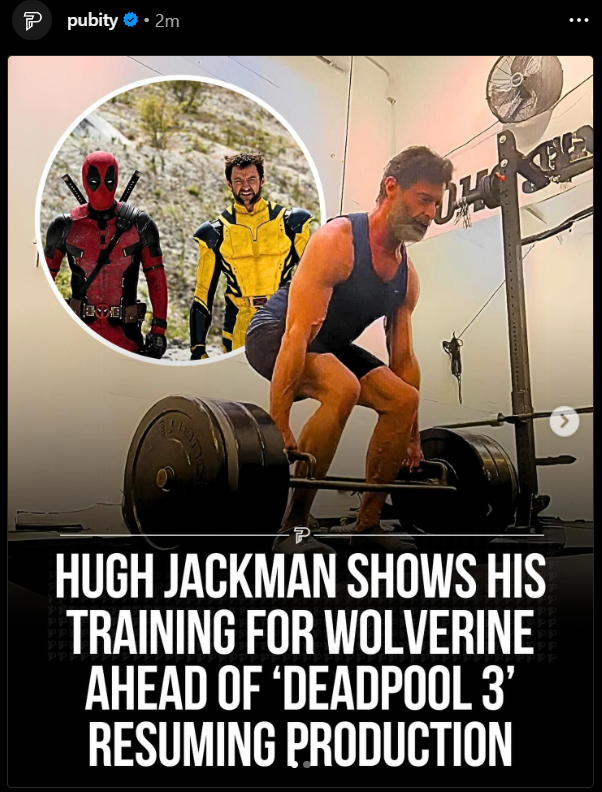 pubity • 2m
HUGH JACKMAN SHOWS HIS
TRAINING FOR WOLVERINE
AHEAD OF ‘DEADPOOL 3’
RESUMING PRODUCTION